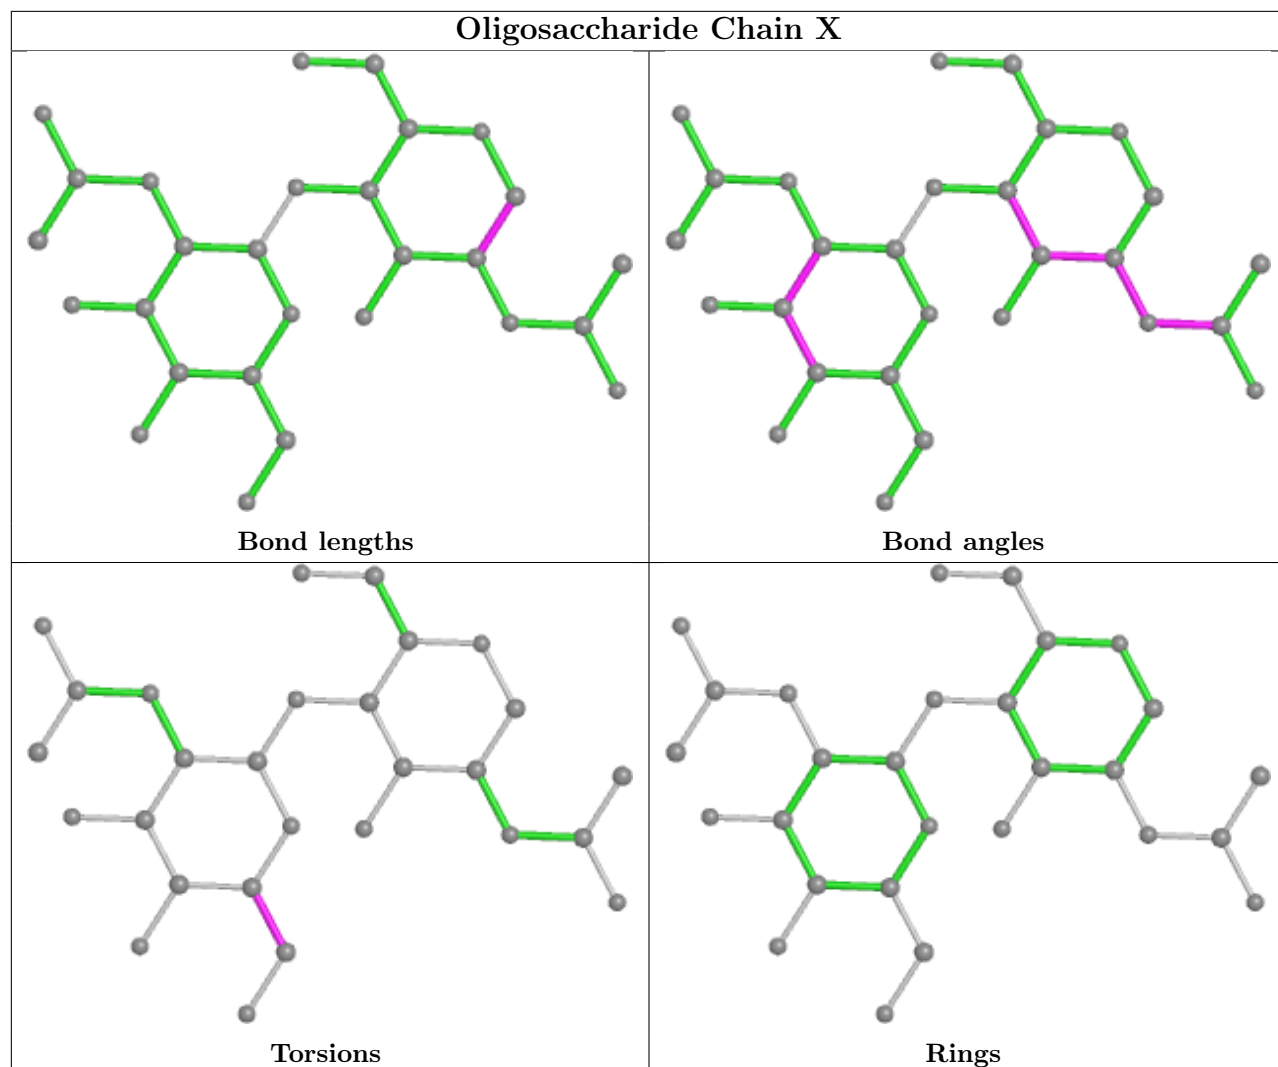 Oligosaccharide Chain X
Bond lengths
Bond angles
Torsions
Rings